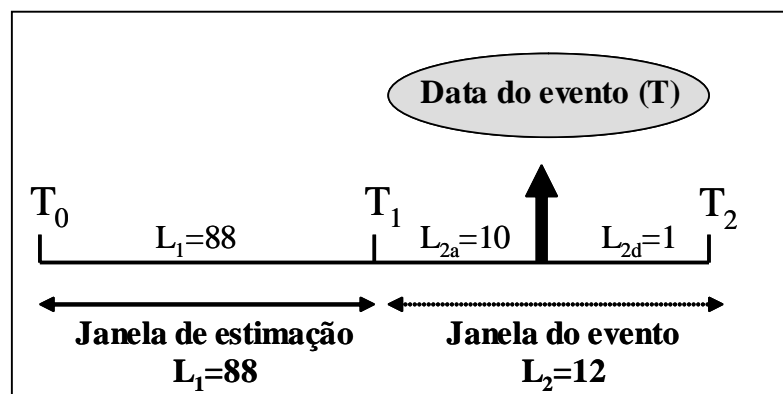 Data do evento (T)
T₀ T₁ T₂
L₁=88 L₂ₐ=10 L₂d=1
Janela de estimação Janela do evento
L₁=88 L₂=12